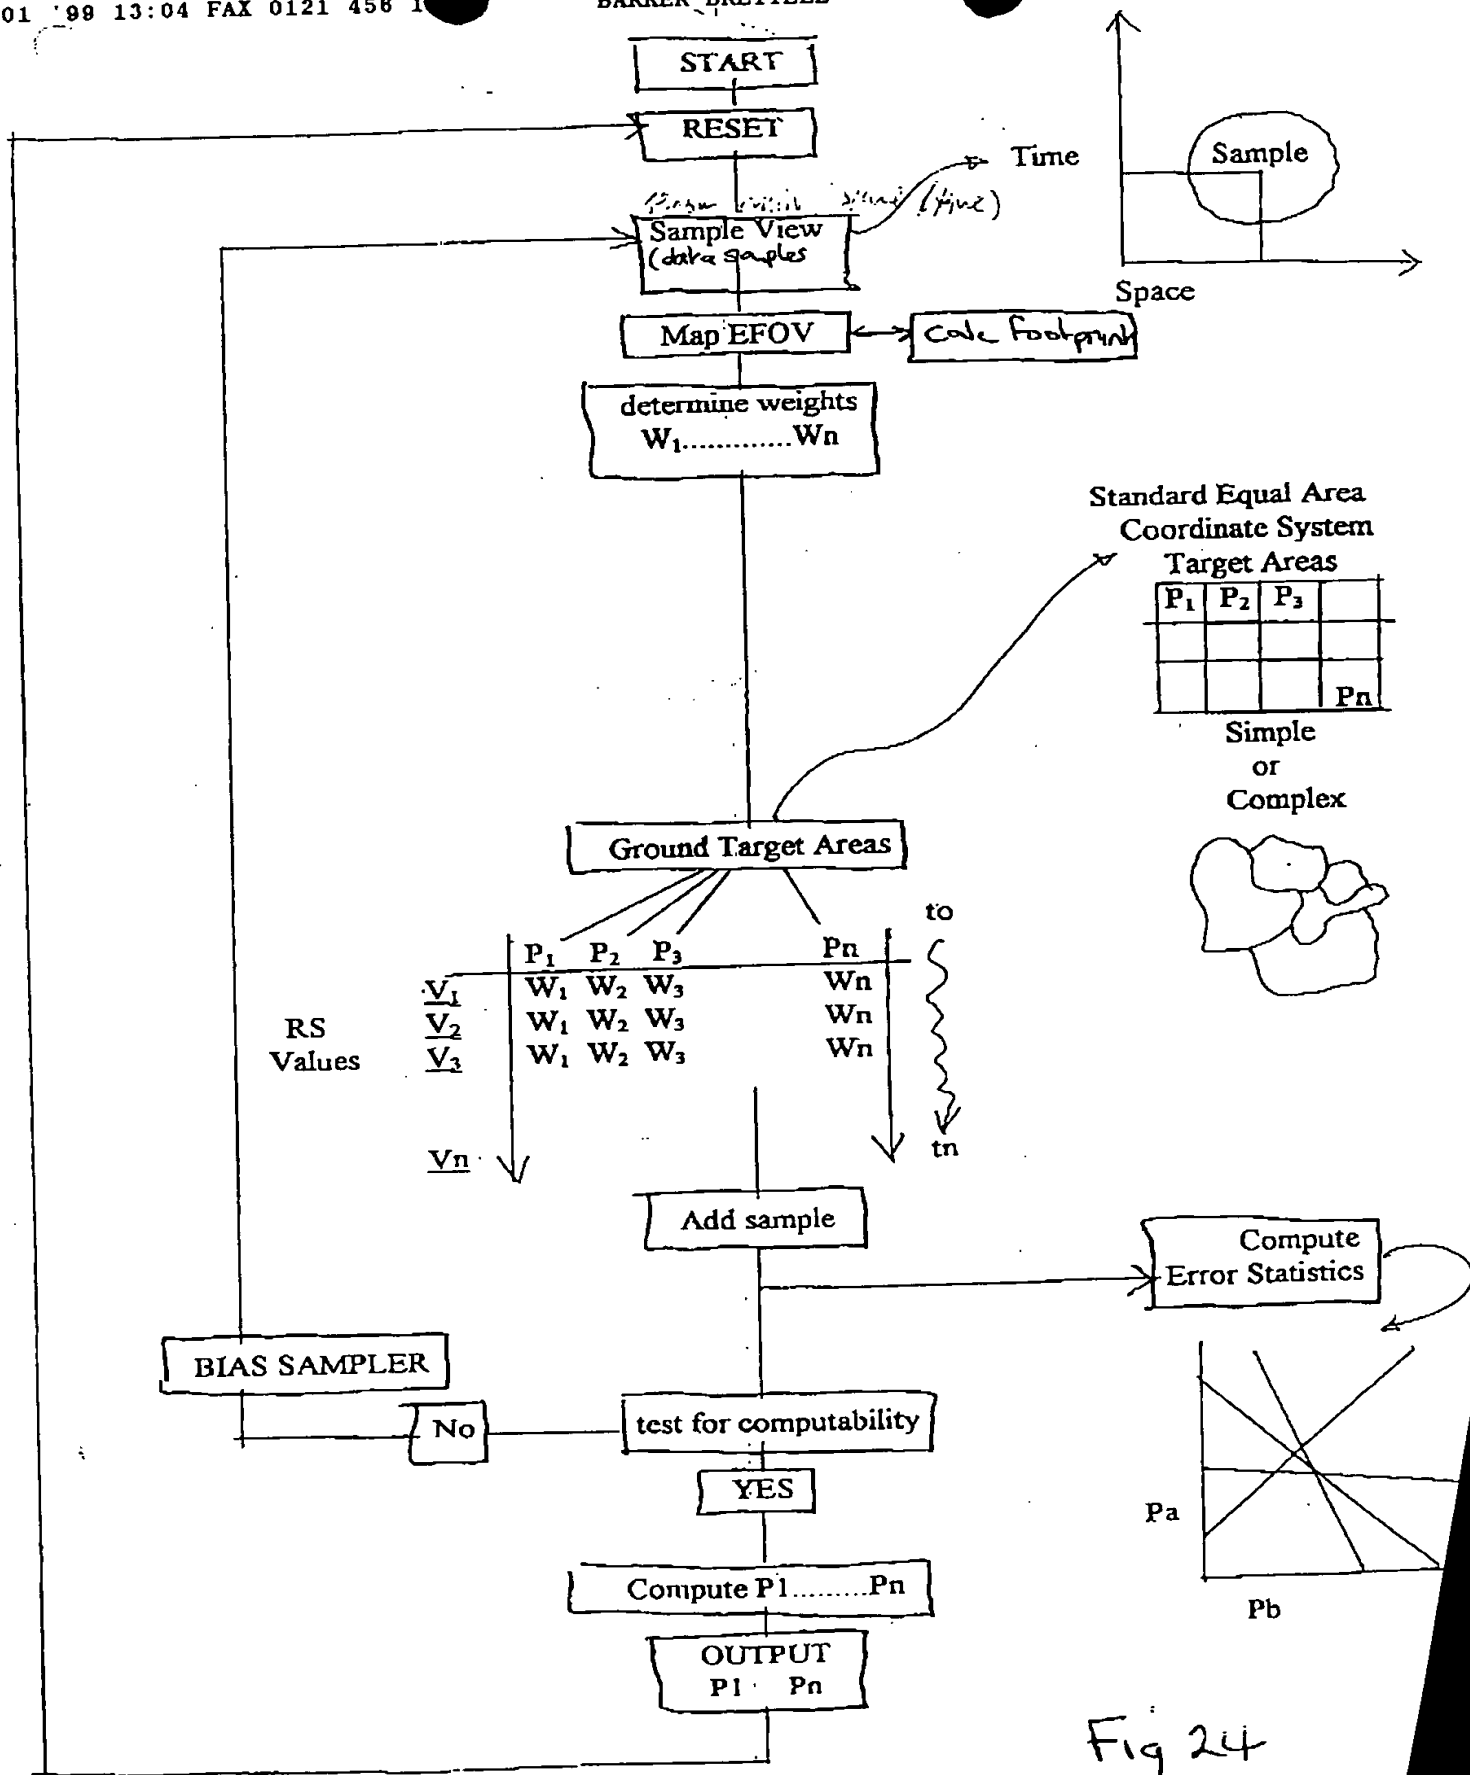 01 '99 13:04 FAX 0121 456 1
BARKER BRETTELL
START
RESET
Time
Sample
(time)
Sample View
(data samples
Space
Map EFOV
Calc Footprint
determine weights
W₁.............Wn
Standard Equal Area
Coordinate System
Target Areas
P₁ P₂ P₃
Pn
Simple
or
Complex
Ground Target Areas
to
P₁ P₂ P₃ Pn
V₁ W₁ W₂ W₃ Wn
V₂ W₁ W₂ W₃ Wn
V₃ W₁ W₂ W₃ Wn
RS
Values
Vn
tn
Add sample
Compute
Error Statistics
BIAS SAMPLER
No
test for computability
YES
Pa
Compute P1.........Pn
Pb
OUTPUT
P1 Pn
Fig 24